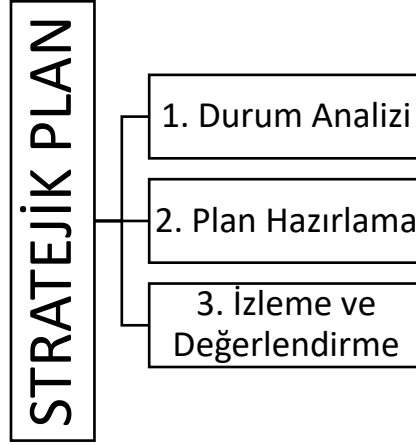 STRATEJİK PLAN
1. Durum Analizi
2. Plan Hazırlama
3. İzleme ve
Değerlendirme